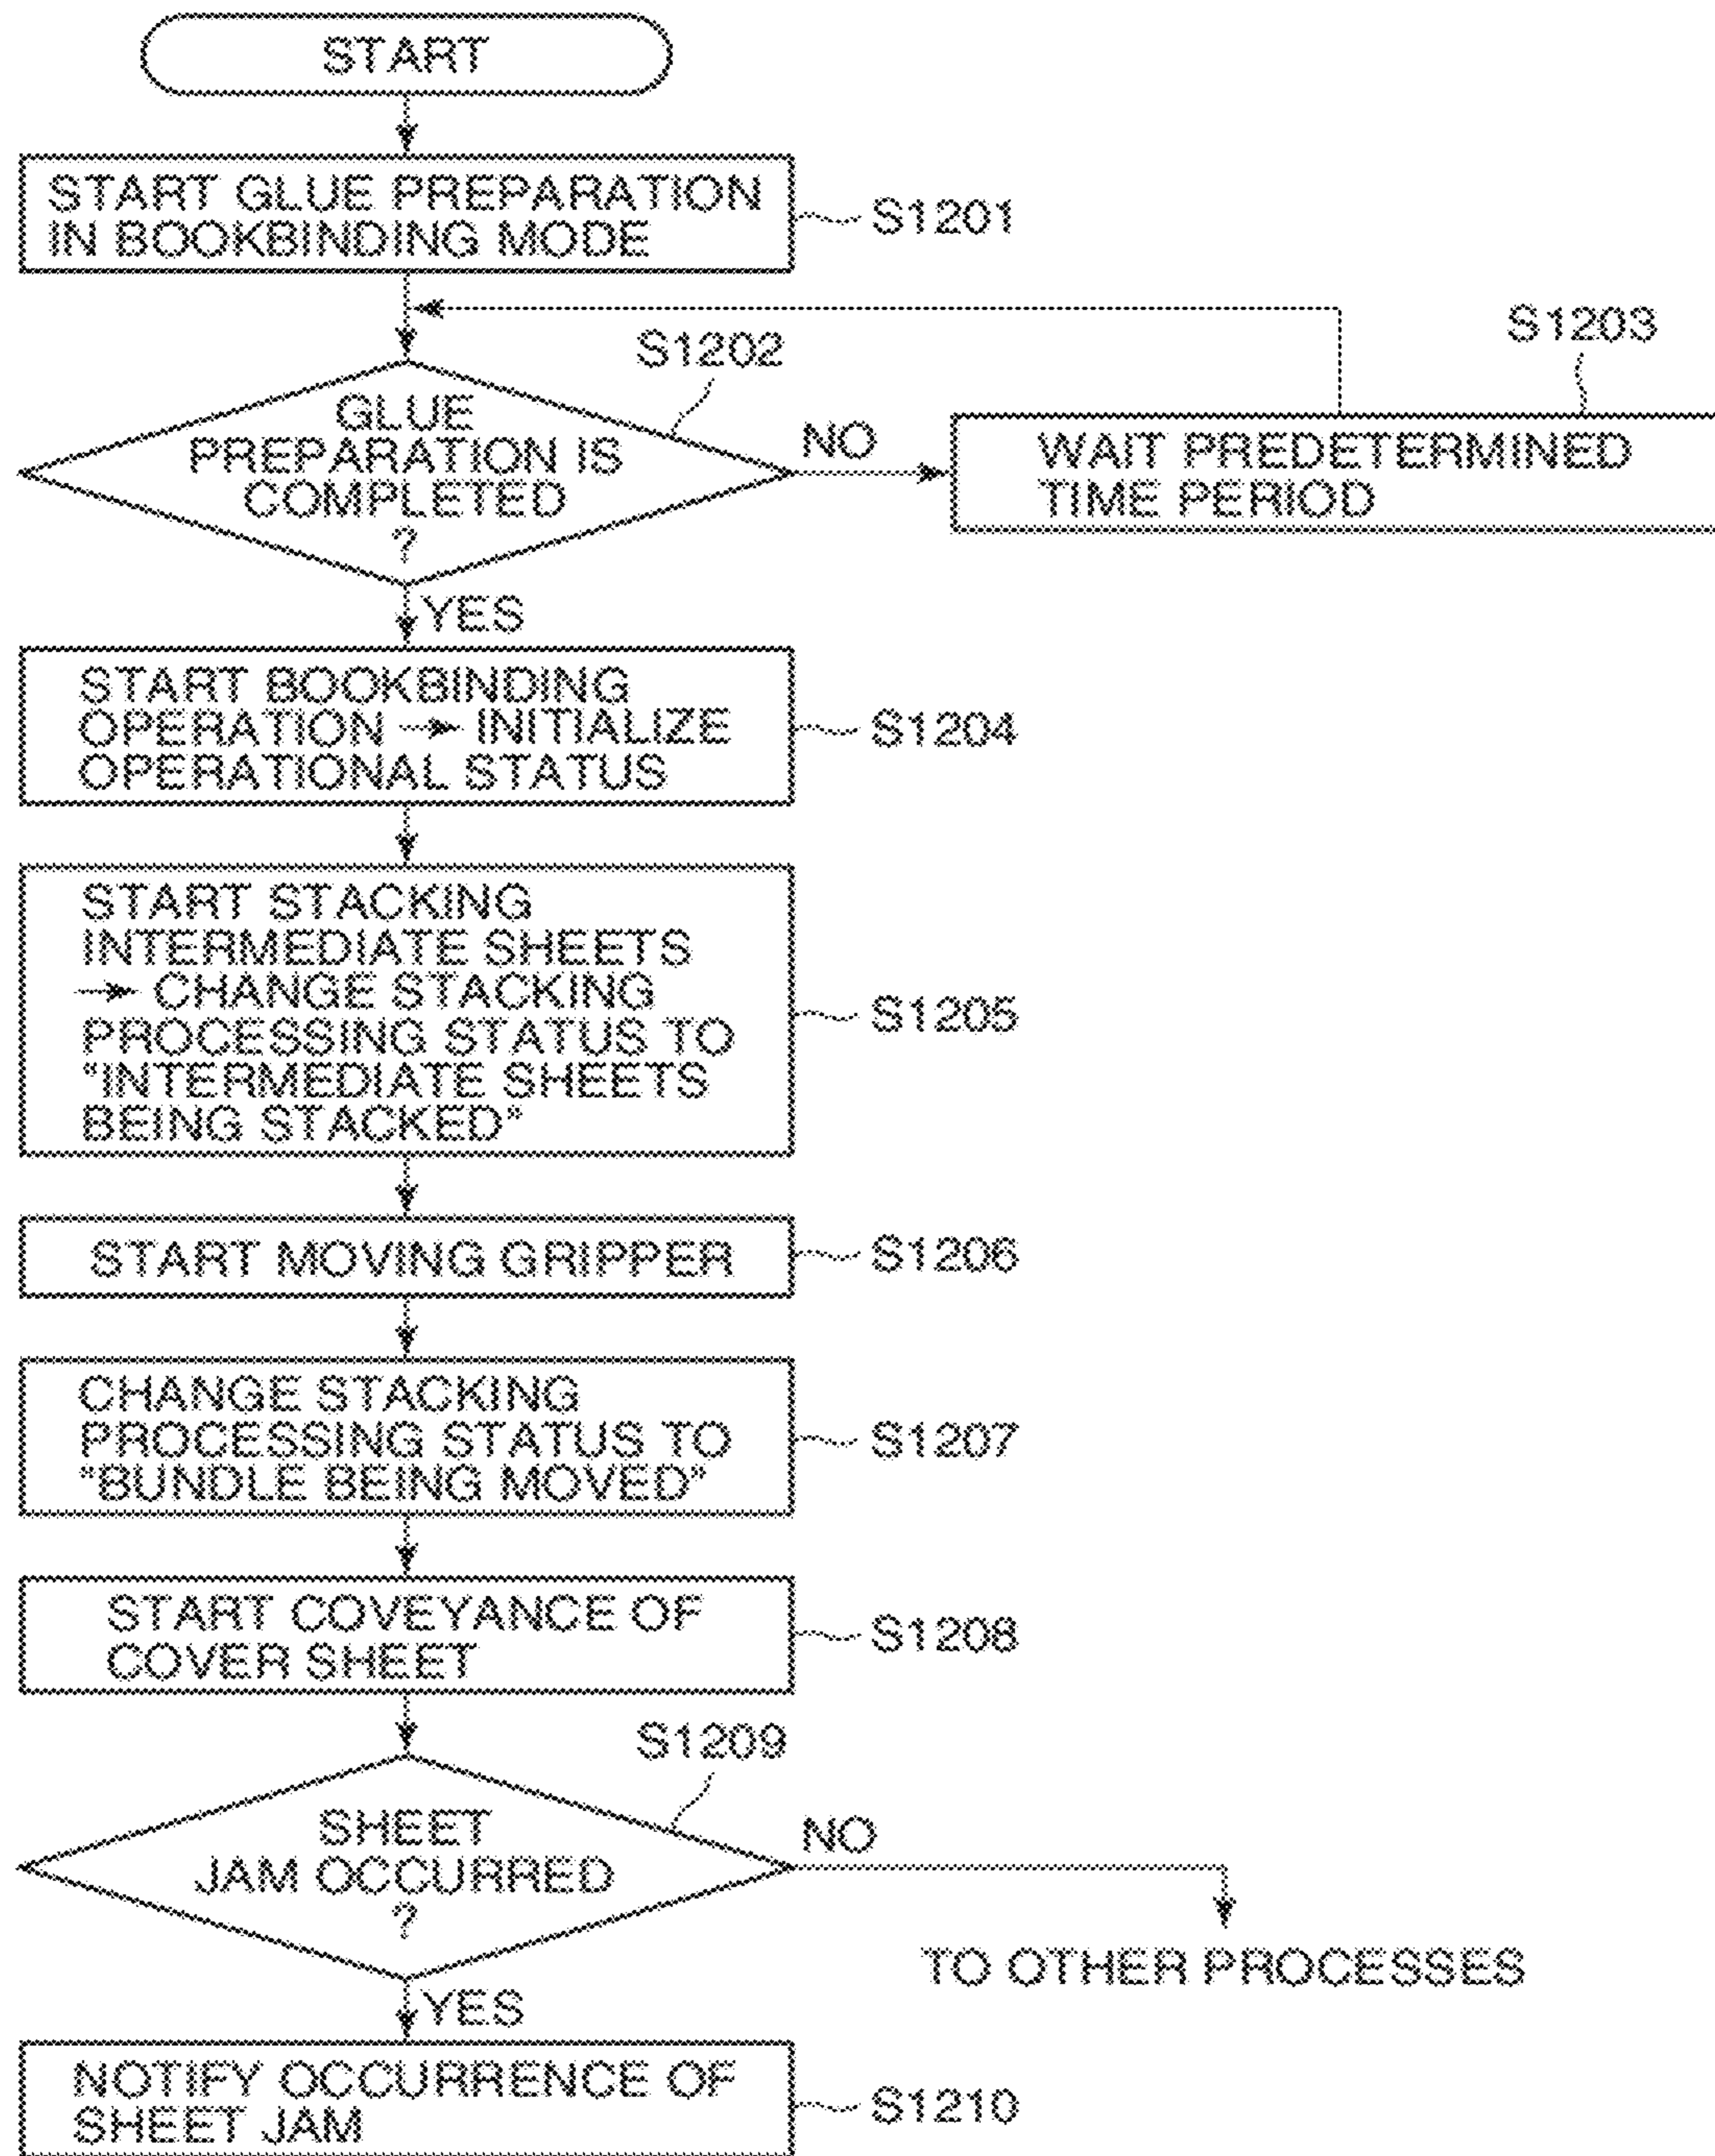 START
START GLUE PREPARATION
IN BOOKBINDING MODE
S1201
S1202
S1203
GLUE
PREPARATION IS
COMPLETED
?
NO
WAIT PREDETERMINED
TIME PERIOD
YES
START BOOKBINDING
OPERATION → INITIALIZE
OPERATIONAL STATUS
S1204
START STACKING
INTERMEDIATE SHEETS
→ CHANGE STACKING
PROCESSING STATUS TO
“INTERMEDIATE SHEETS
BEING STACKED”
S1205
START MOVING GRIPPER
S1206
CHANGE STACKING
PROCESSING STATUS TO
“BUNDLE BEING MOVED”
S1207
START COVEYANCE OF
COVER SHEET
S1208
S1209
SHEET
JAM OCCURRED
?
NO
TO OTHER PROCESSES
YES
NOTIFY OCCURRENCE OF
SHEET JAM
S1210